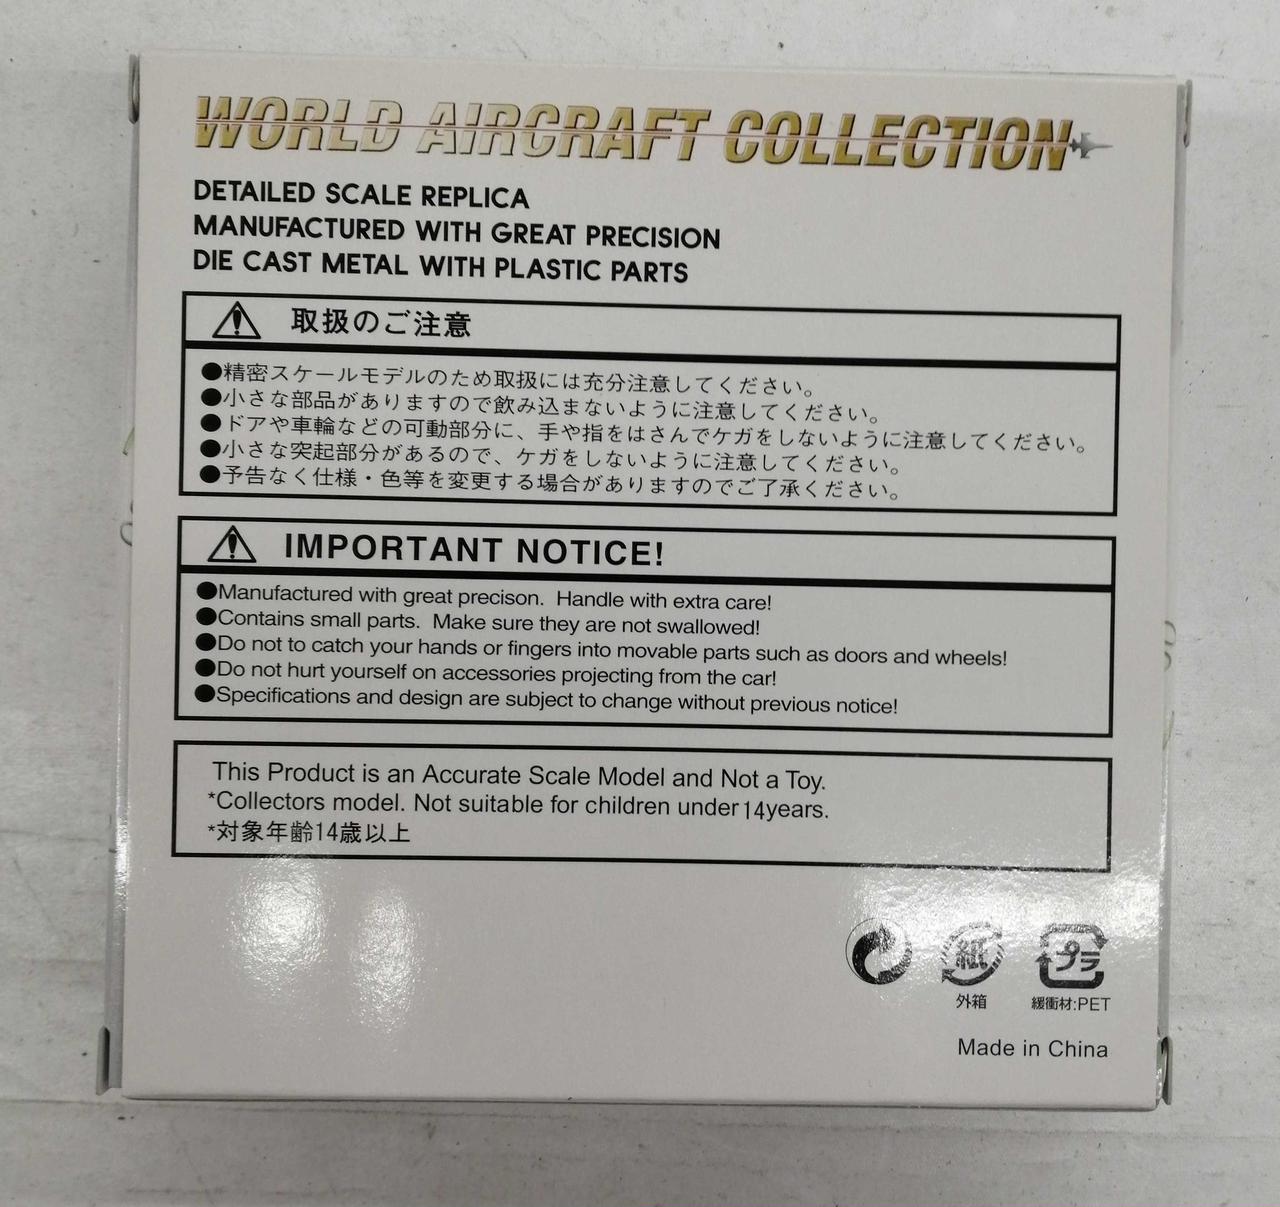 WORLD AIRCRAFT COLLECTION
DETAILED SCALE REPLICA
MANUFACTURED WITH GREAT PRECISION
DIE CAST METAL WITH PLASTIC PARTS
取扱のご注意
●精密スケールモデルのため取扱には充分注意してください。
●小さな部品がありますので飲み込まないように注意してください。
●ドアや車輪などの可動部分に、手や指をはさんでケガをしないように注意してください。
●小さな突起部分があるので、ケガをしないように注意してください。
●予告なく仕様・色等を変更する場合がありますのでご了承ください。
IMPORTANT NOTICE!
●Manufactured with great precison. Handle with extra care!
●Contains small parts. Make sure they are not swallowed!
●Do not to catch your hands or fingers into movable parts such as doors and wheels!
●Do not hurt yourself on accessories projecting from the car!
●Specifications and design are subject to change without previous notice!
This Product is an Accurate Scale Model and Not a Toy.
*Collectors model. Not suitable for children under 14years.
*対象年齢14歳以上
紙 プラ
外箱 緩衝材:PET
Made in China